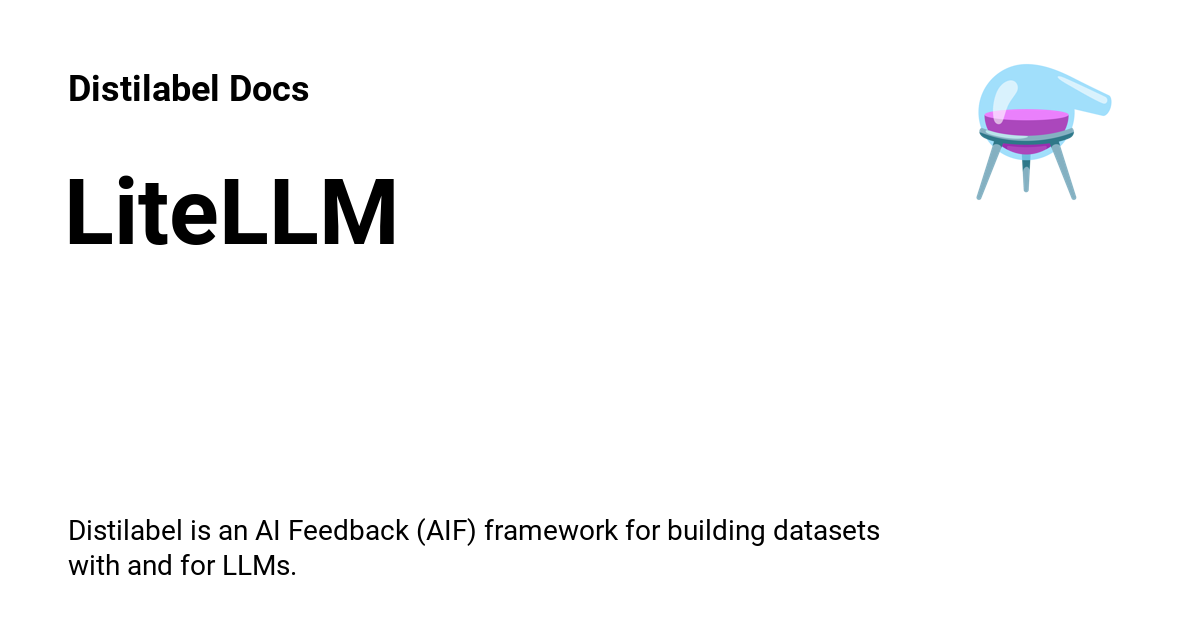 Distilabel Docs
LiteLLM
Distilabel is an AI Feedback (AIF) framework for building datasets
with and for LLMs.